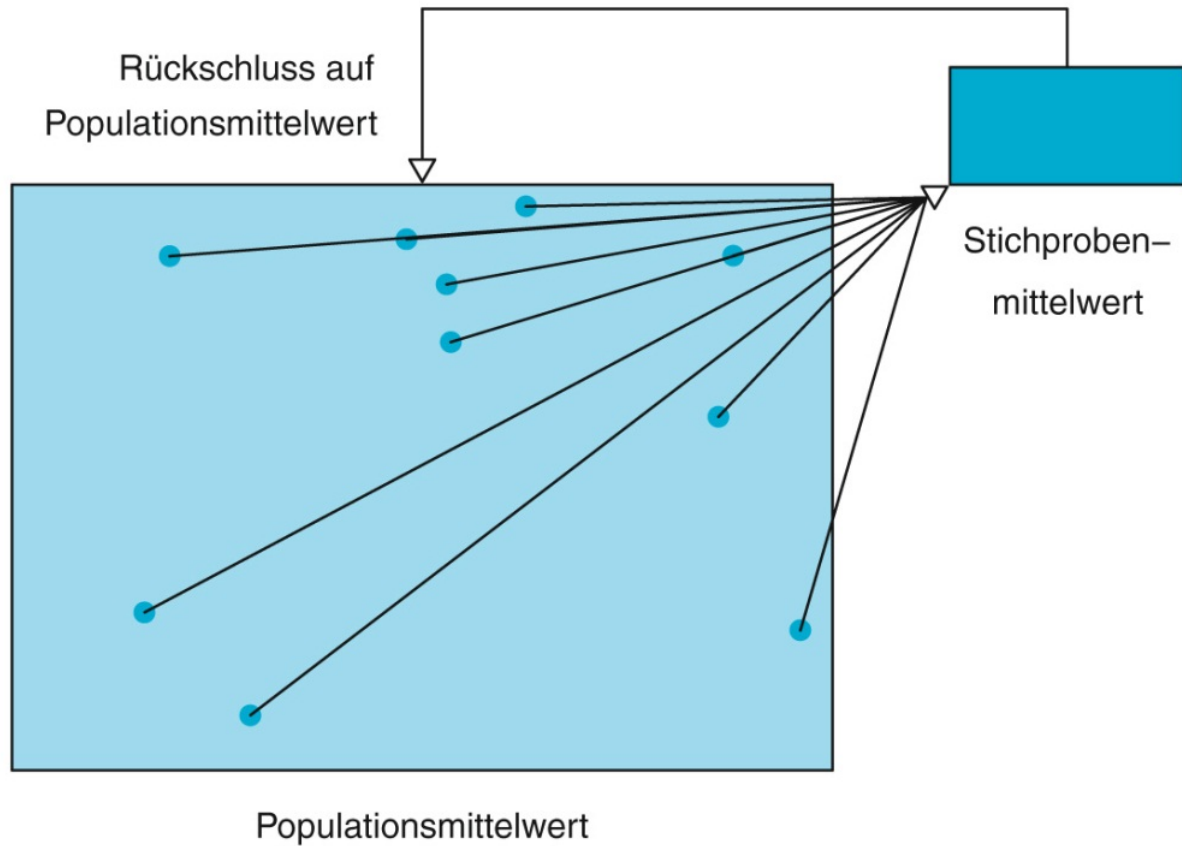 Rückschluss auf
Populationsmittelwert
Stichproben–
mittelwert
Populationsmittelwert